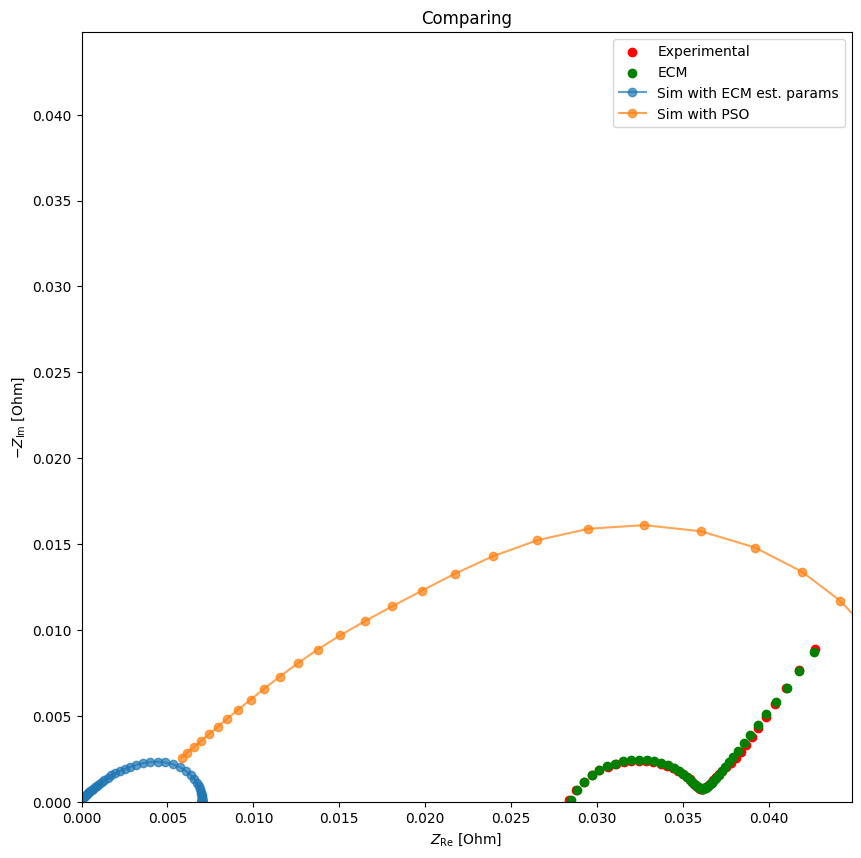 Comparing
Experimental
ECM
Sim with ECM est. params
Sim with PSO
0.040
0.035
0.030
0.025
0.020
0.015
0.010
0.005
0.000
−Z_Im [Ohm]
0.000 0.005 0.010 0.015 0.020 0.025 0.030 0.035 0.040
Z_Re [Ohm]